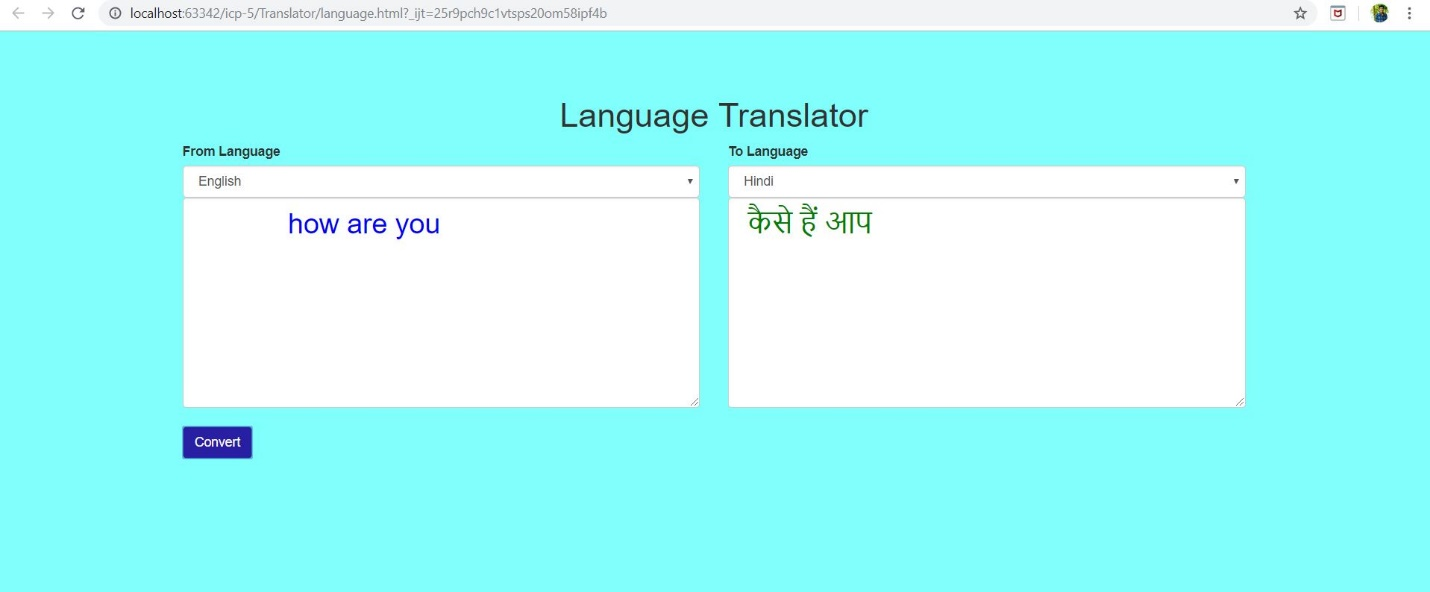 localhost:63342/icp-5/Translator/language.html?_ijt=25r9pch9c1vtsps20om58ipf4b
Language Translator
From Language
To Language
English
Hindi
how are you
कैसे हैं आप
Convert